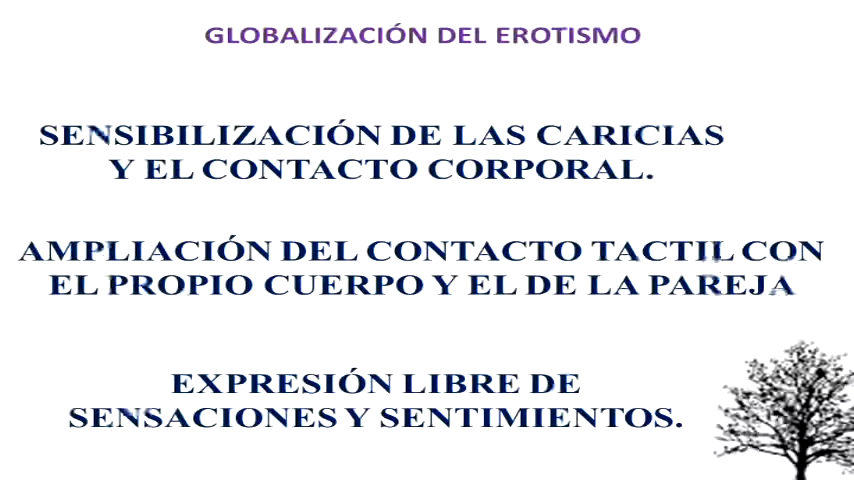 GLOBALIZACIÓN DEL EROTISMO
SENSIBILIZACIÓN DE LAS CARICIAS
Y EL CONTACTO CORPORAL.
AMPLIACIÓN DEL CONTACTO TACTIL CON
EL PROPIO CUERPO Y EL DE LA PAREJA
EXPRESIÓN LIBRE DE
SENSACIONES Y SENTIMIENTOS.